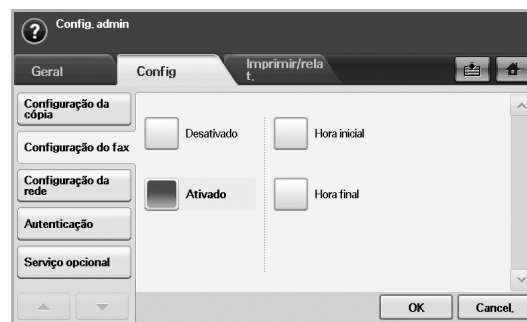 Config. admin
Geral
Config
Imprimir/rela
t.
Configuração da
cópia
Configuração do fax
Configuração da
rede
Autenticação
Serviço opcional
Desativado
Hora inicial
Ativado
Hora final
OK
Cancel.